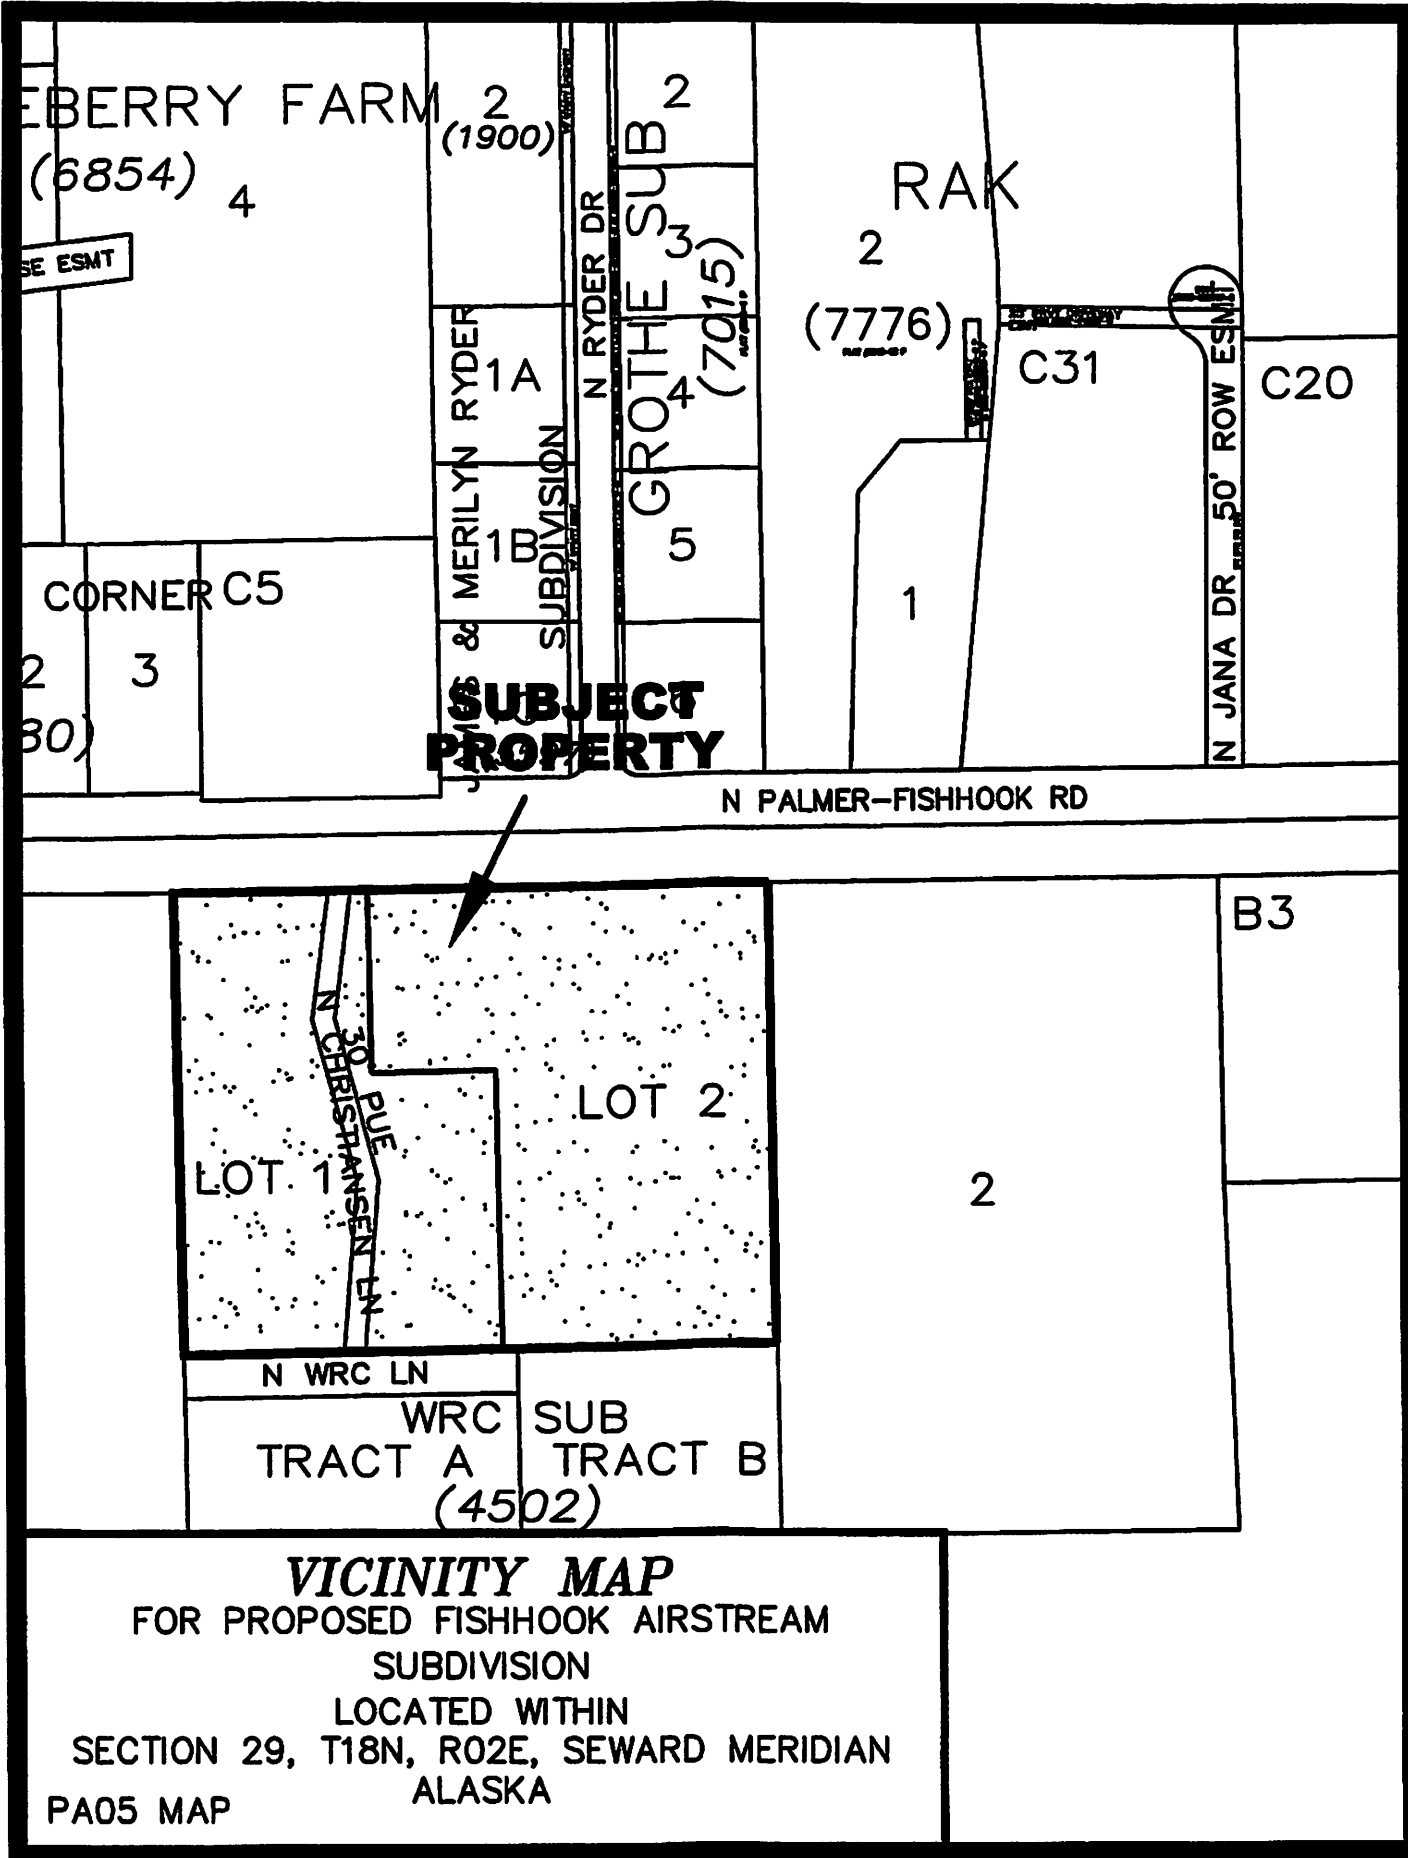 EBERRY FARM
(6854)
4
SE ESMT
2
(1900)
N RYDER DR
2
GROTHE SUB
3
(7015)
4
5
RAK
2
(7776)
1A
JAMES & MERILYN RYDER
SUBDIVISION
1B
C31
C20
N JANA DR 50' ROW ESMT
1
CORNER
C5
2
3
80)
6
SUBJECT
PROPERTY
N PALMER-FISHHOOK RD
B3
N CHRISTIANSEN LN
30 PUE
LOT 1
LOT 2
2
N WRC LN
WRC SUB
TRACT A
TRACT B
(4502)
VICINITY MAP
FOR PROPOSED FISHHOOK AIRSTREAM
SUBDIVISION
LOCATED WITHIN
SECTION 29, T18N, R02E, SEWARD MERIDIAN
ALASKA
PA05 MAP